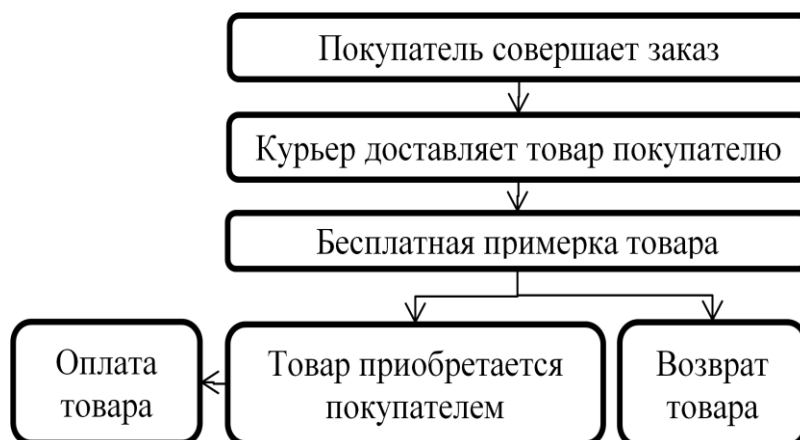 Покупатель совершает заказ
Курьер доставляет товар покупателю
Бесплатная примерка товара
Оплата
товара
Товар приобретается
покупателем
Возврат
товара